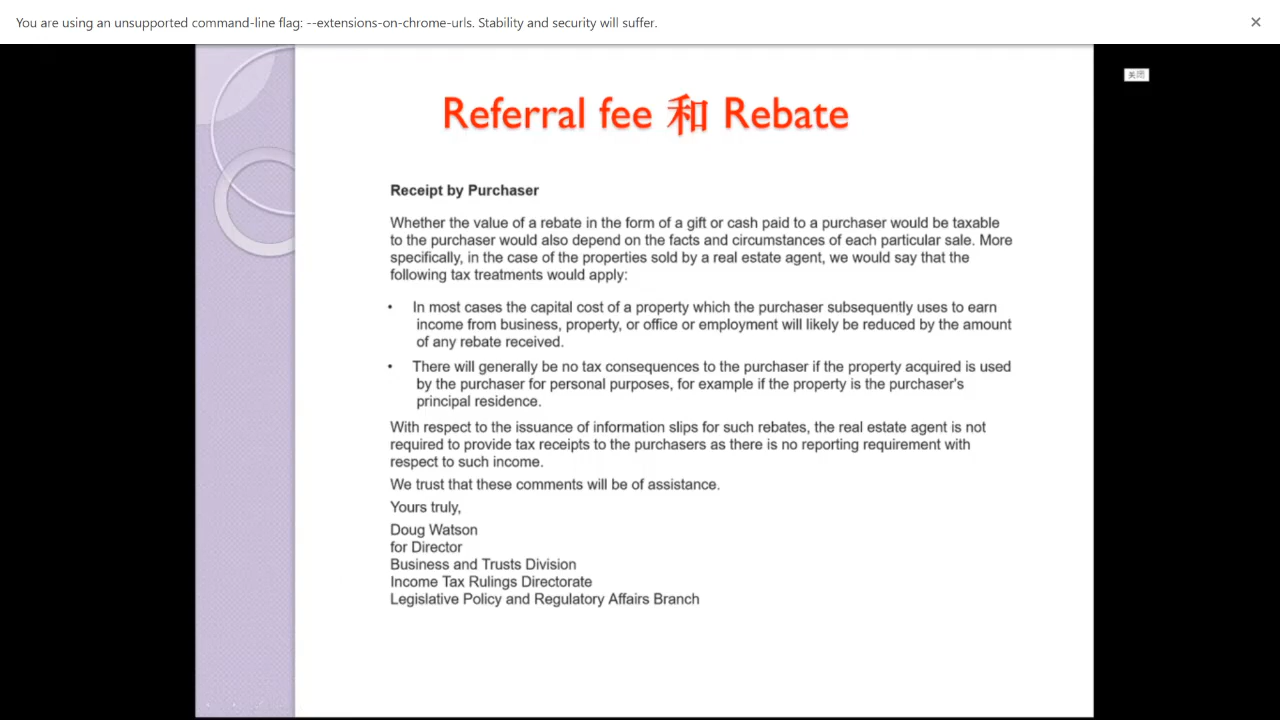 You are using an unsupported command-line flag: --extensions-on-chrome-urls. Stability and security will suffer.
关闭
Referral fee 和 Rebate
Receipt by Purchaser
Whether the value of a rebate in the form of a gift or cash paid to a purchaser would be taxable
to the purchaser would also depend on the facts and circumstances of each particular sale. More
specifically, in the case of the properties sold by a real estate agent, we would say that the
following tax treatments would apply:
• In most cases the capital cost of a property which the purchaser subsequently uses to earn
income from business, property, or office or employment will likely be reduced by the amount
of any rebate received.
• There will generally be no tax consequences to the purchaser if the property acquired is used
by the purchaser for personal purposes, for example if the property is the purchaser's
principal residence.
With respect to the issuance of information slips for such rebates, the real estate agent is not
required to provide tax receipts to the purchasers as there is no reporting requirement with
respect to such income.
We trust that these comments will be of assistance.
Yours truly,
Doug Watson
for Director
Business and Trusts Division
Income Tax Rulings Directorate
Legislative Policy and Regulatory Affairs Branch